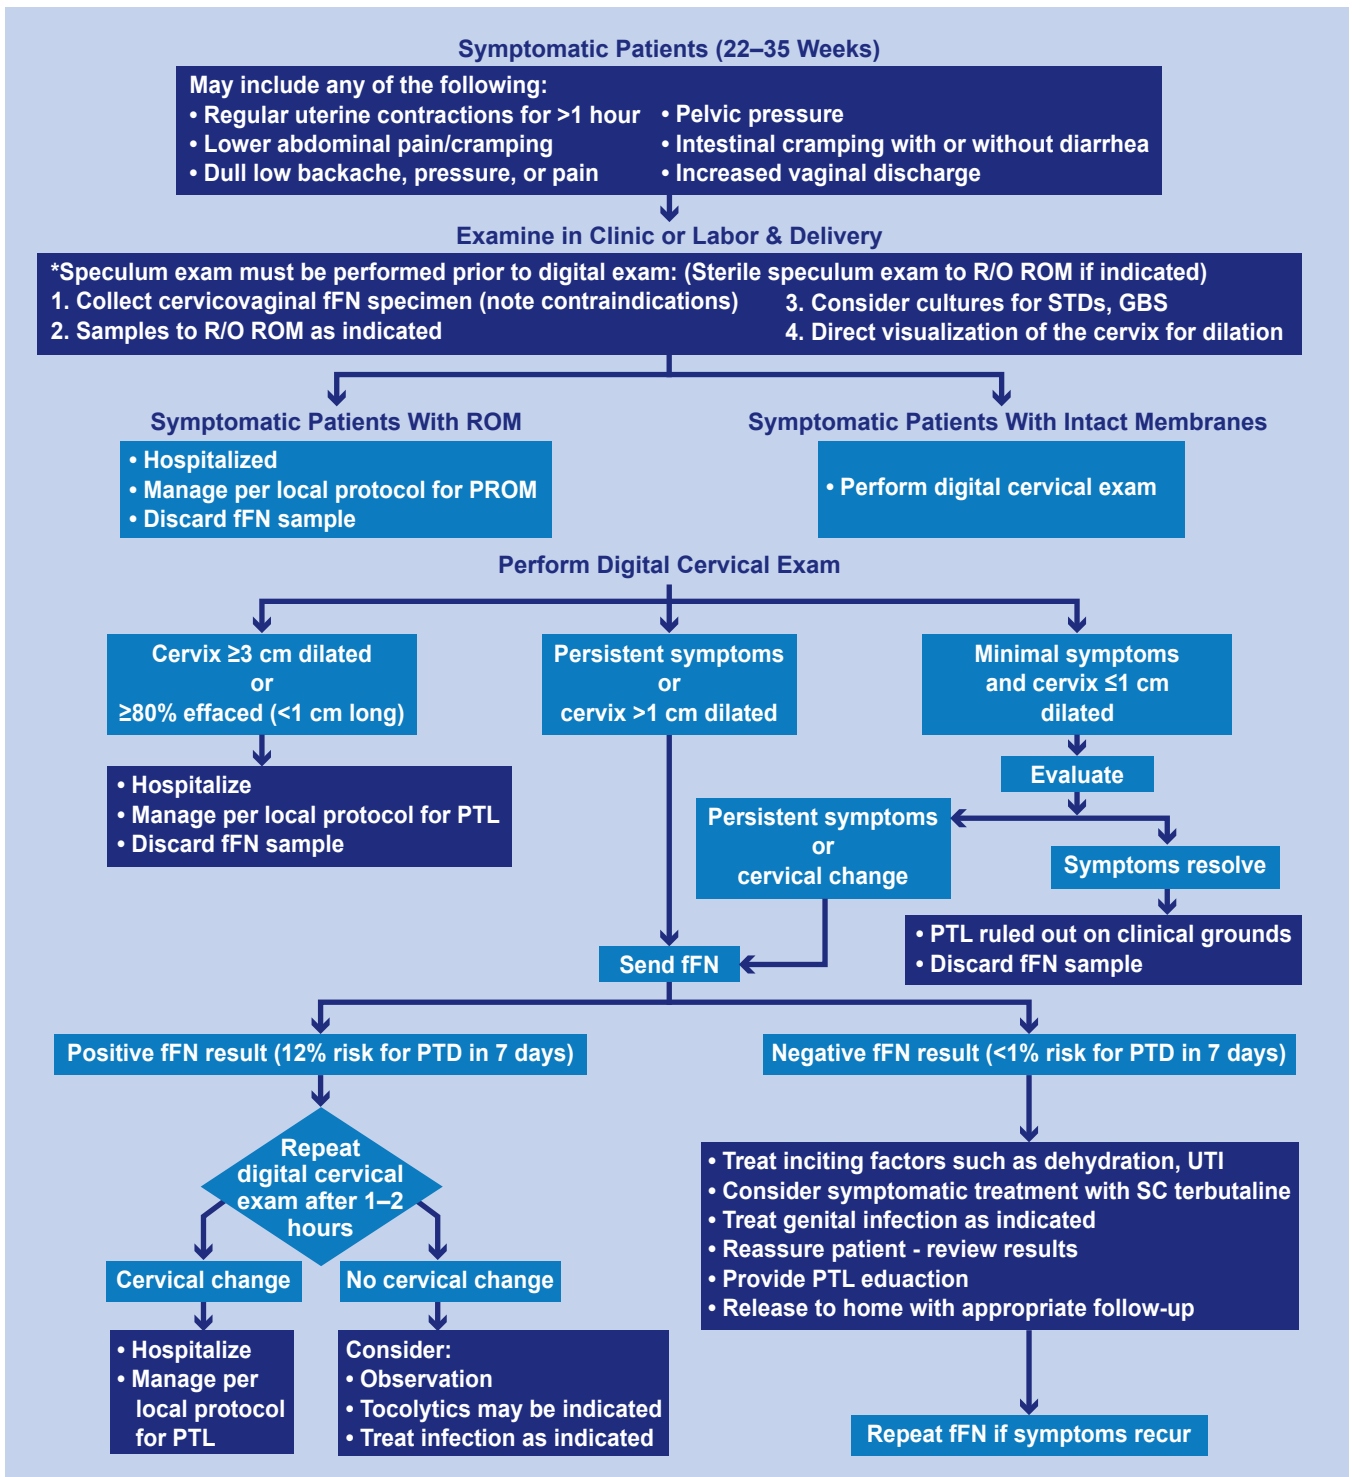 Symptomatic Patients (22–35 Weeks)
May include any of the following:
• Regular uterine contractions for >1 hour
• Lower abdominal pain/cramping
• Dull low backache, pressure, or pain
• Pelvic pressure
• Intestinal cramping with or without diarrhea
• Increased vaginal discharge
Examine in Clinic or Labor & Delivery
*Speculum exam must be performed prior to digital exam: (Sterile speculum exam to R/O ROM if indicated)
1. Collect cervicovaginal fFN specimen (note contraindications)
2. Samples to R/O ROM as indicated
3. Consider cultures for STDs, GBS
4. Direct visualization of the cervix for dilation
Symptomatic Patients With ROM
• Hospitalized
• Manage per local protocol for PROM
• Discard fFN sample
Symptomatic Patients With Intact Membranes
• Perform digital cervical exam
Perform Digital Cervical Exam
Cervix ≥3 cm dilated
or
≥80% effaced (<1 cm long)
• Hospitalize
• Manage per local protocol for PTL
• Discard fFN sample
Persistent symptoms
or
cervix >1 cm dilated
Minimal symptoms
and cervix ≤1 cm
dilated
Evaluate
Persistent symptoms
or
cervical change
Symptoms resolve
• PTL ruled out on clinical grounds
• Discard fFN sample
Send fFN
Positive fFN result (12% risk for PTD in 7 days)
Repeat
digital cervical
exam after 1–2
hours
Cervical change
• Hospitalize
• Manage per
local protocol
for PTL
No cervical change
Consider:
• Observation
• Tocolytics may be indicated
• Treat infection as indicated
Negative fFN result (<1% risk for PTD in 7 days)
• Treat inciting factors such as dehydration, UTI
• Consider symptomatic treatment with SC terbutaline
• Treat genital infection as indicated
• Reassure patient - review results
• Provide PTL eduaction
• Release to home with appropriate follow-up
Repeat fFN if symptoms recur